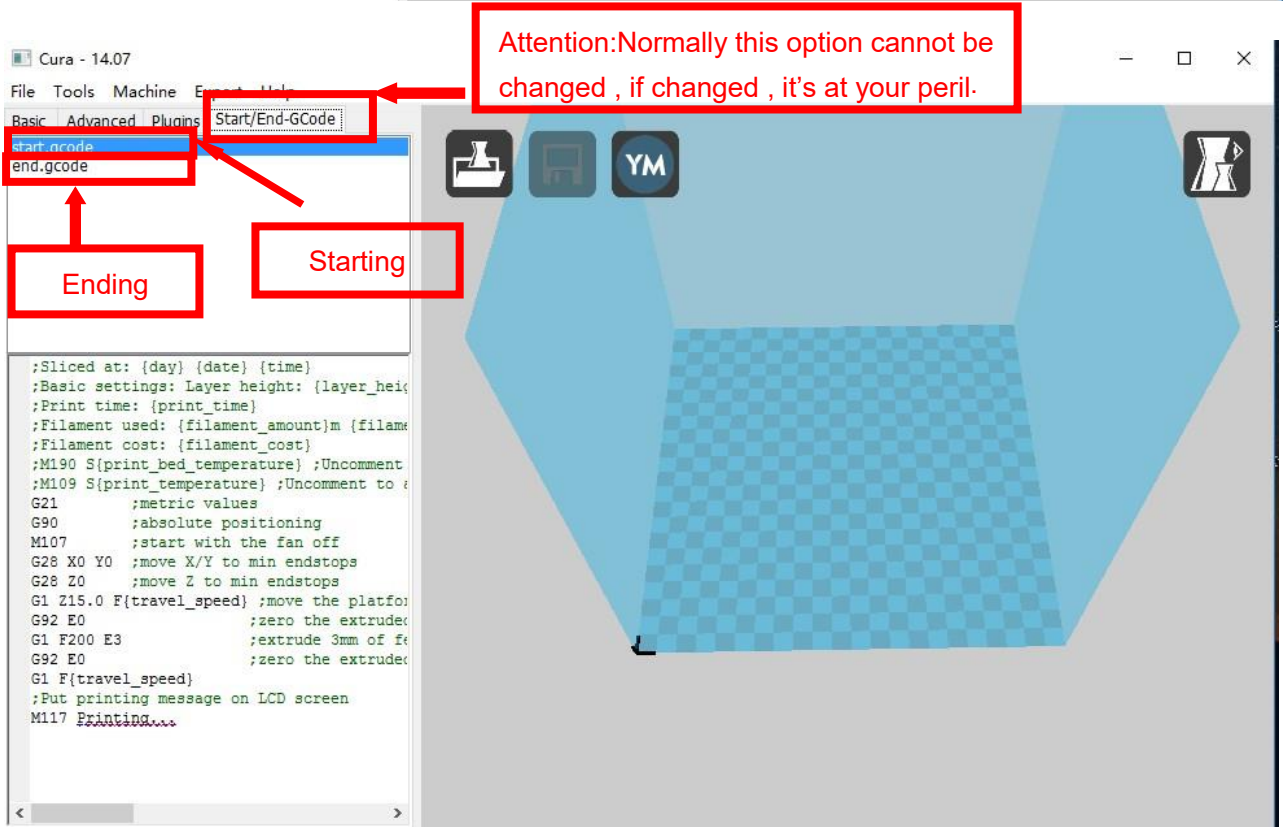 Attention:Normally this option cannot be
changed , if changed , it’s at your peril.
Cura - 14.07
File Tools Machine Expert Help
Basic Advanced Plugins Start/End-GCode
start.gcode
end.gcode
YM
Starting
Ending
;Sliced at: {day} {date} {time}
;Basic settings: Layer height: {layer_heig
;Print time: {print_time}
;Filament used: {filament_amount}m {filame
;Filament cost: {filament_cost}
;M190 S{print_bed_temperature} ;Uncomment
;M109 S{print_temperature} ;Uncomment to a
G21 ;metric values
G90 ;absolute positioning
M107 ;start with the fan off
G28 X0 Y0 ;move X/Y to min endstops
G28 Z0 ;move Z to min endstops
G1 Z15.0 F{travel_speed} ;move the platfor
G92 E0 ;zero the extruded
G1 F200 E3 ;extrude 3mm of fe
G92 E0 ;zero the extruded
G1 F{travel_speed}
;Put printing message on LCD screen
M117 Printing...